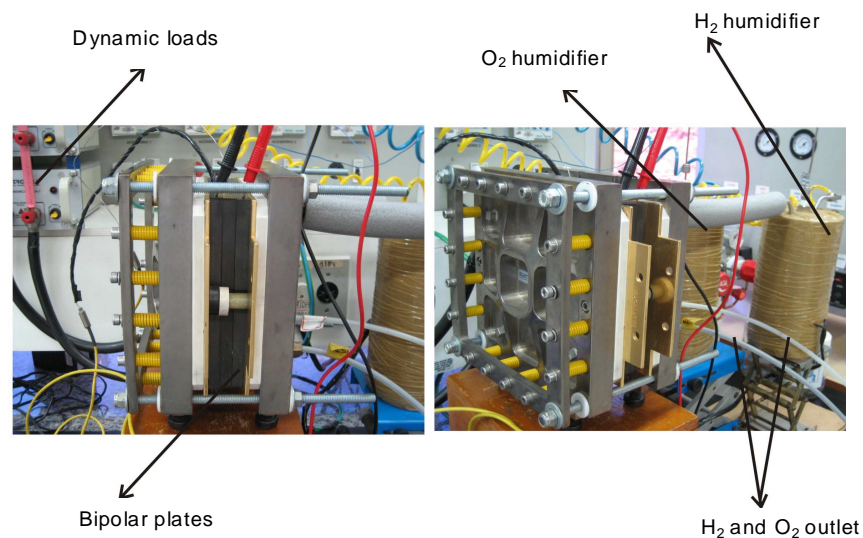 H₂ humidifier
Dynamic loads
O₂ humidifier
Bipolar plates
H₂ and O₂ outlet